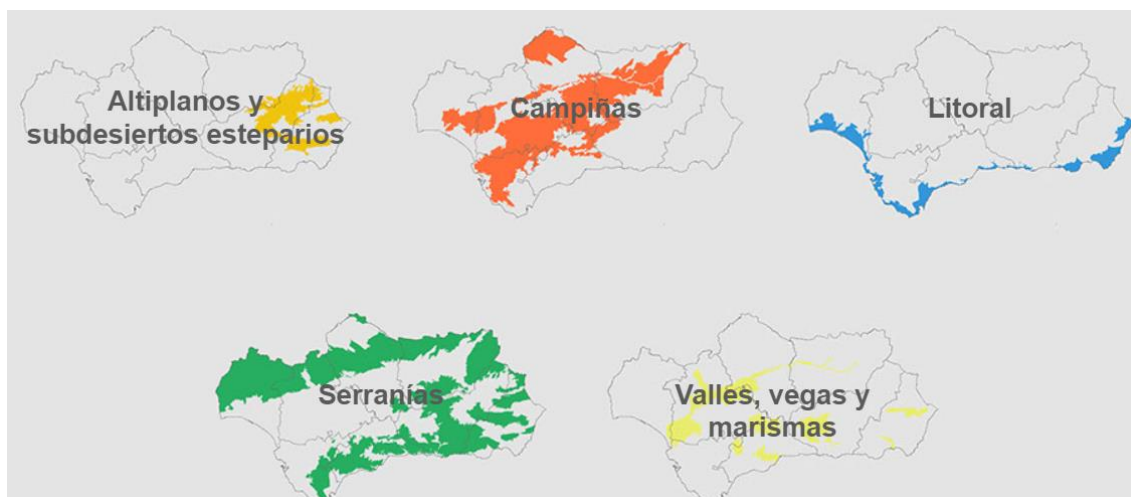 Altiplanos y
subdesiertos esteparios
Campiñas
Litoral
Serranías
Valles, vegas y
marismas